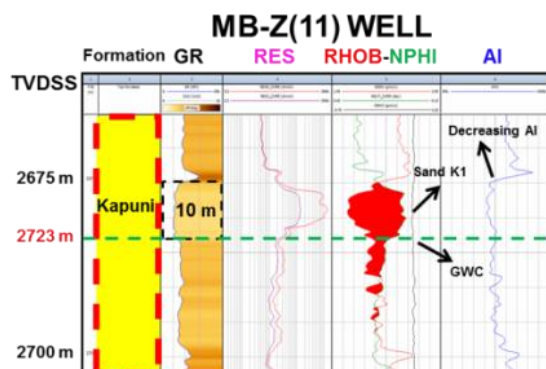 MB-Z(11) WELL
Formation GR RES RHOB-NPHI AI
TVDSS
Decreasing AI
2675 m
Sand K1
Kapuni
10 m
2723 m
GWC
2700 m